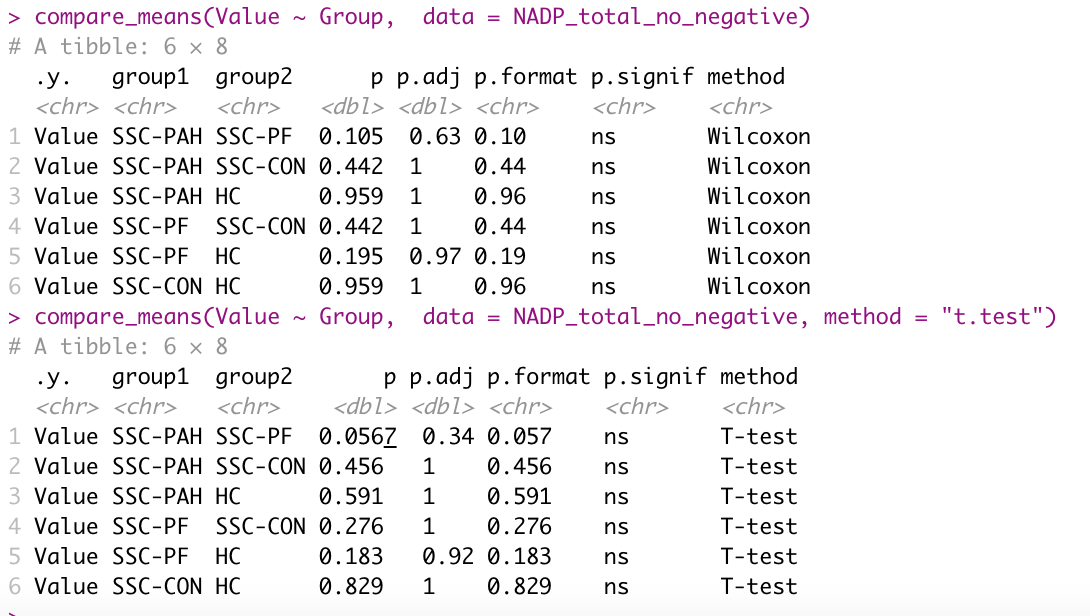 > compare_means(Value ~ Group,  data = NADP_total_no_negative)
# A tibble: 6 × 8
  .y.   group1  group2      p p.adj p.format p.signif method
  <chr> <chr>   <chr>   <dbl> <dbl> <chr>    <chr>    <chr>
1 Value SSC-PAH SSC-PF  0.105  0.63 0.10     ns       Wilcoxon
2 Value SSC-PAH SSC-CON 0.442  1    0.44     ns       Wilcoxon
3 Value SSC-PAH HC      0.959  1    0.96     ns       Wilcoxon
4 Value SSC-PF  SSC-CON 0.442  1    0.44     ns       Wilcoxon
5 Value SSC-PF  HC      0.195  0.97 0.19     ns       Wilcoxon
6 Value SSC-CON HC      0.959  1    0.96     ns       Wilcoxon
> compare_means(Value ~ Group,  data = NADP_total_no_negative, method = "t.test")
# A tibble: 6 × 8
  .y.   group1  group2       p p.adj p.format p.signif method
  <chr> <chr>   <chr>    <dbl> <dbl> <chr>    <chr>    <chr>
1 Value SSC-PAH SSC-PF  0.0567  0.34 0.057    ns       T-test
2 Value SSC-PAH SSC-CON 0.456   1    0.456    ns       T-test
3 Value SSC-PAH HC      0.591   1    0.591    ns       T-test
4 Value SSC-PF  SSC-CON 0.276   1    0.276    ns       T-test
5 Value SSC-PF  HC      0.183   0.92 0.183    ns       T-test
6 Value SSC-CON HC      0.829   1    0.829    ns       T-test
>